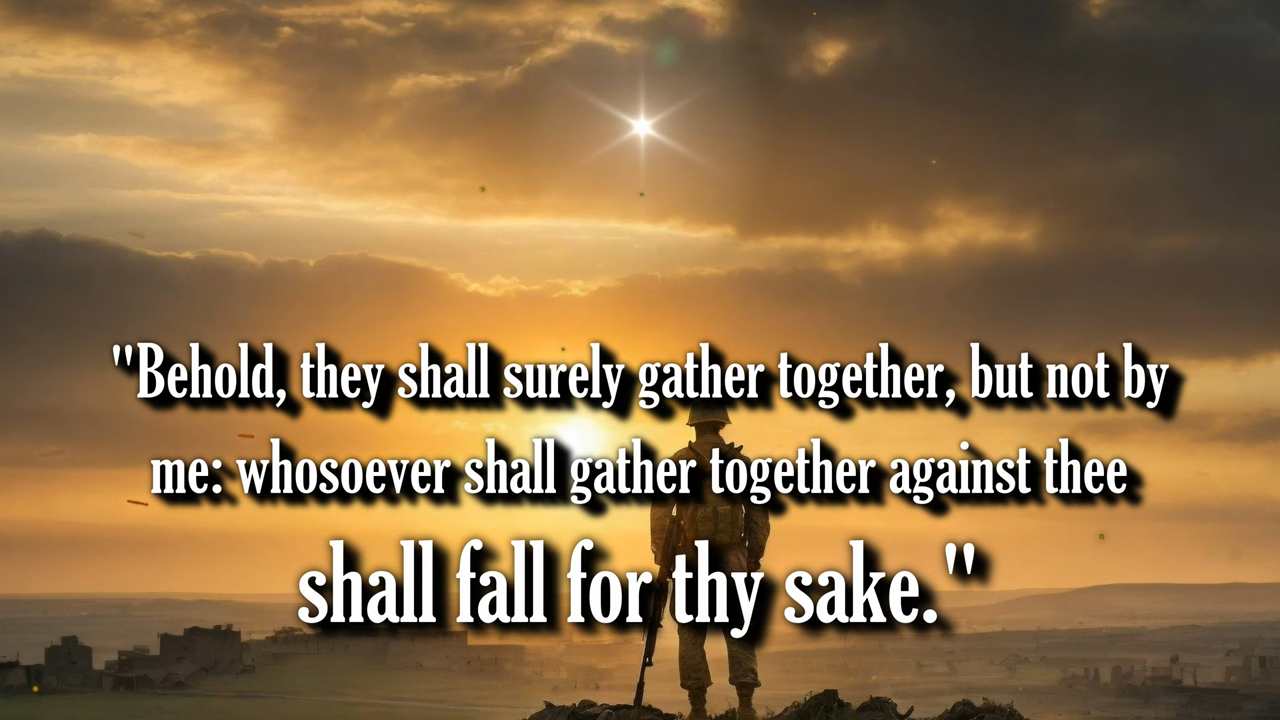 "Behold, they shall surely gather together, but not by
me: whosoever shall gather together against thee
shall fall for thy sake."